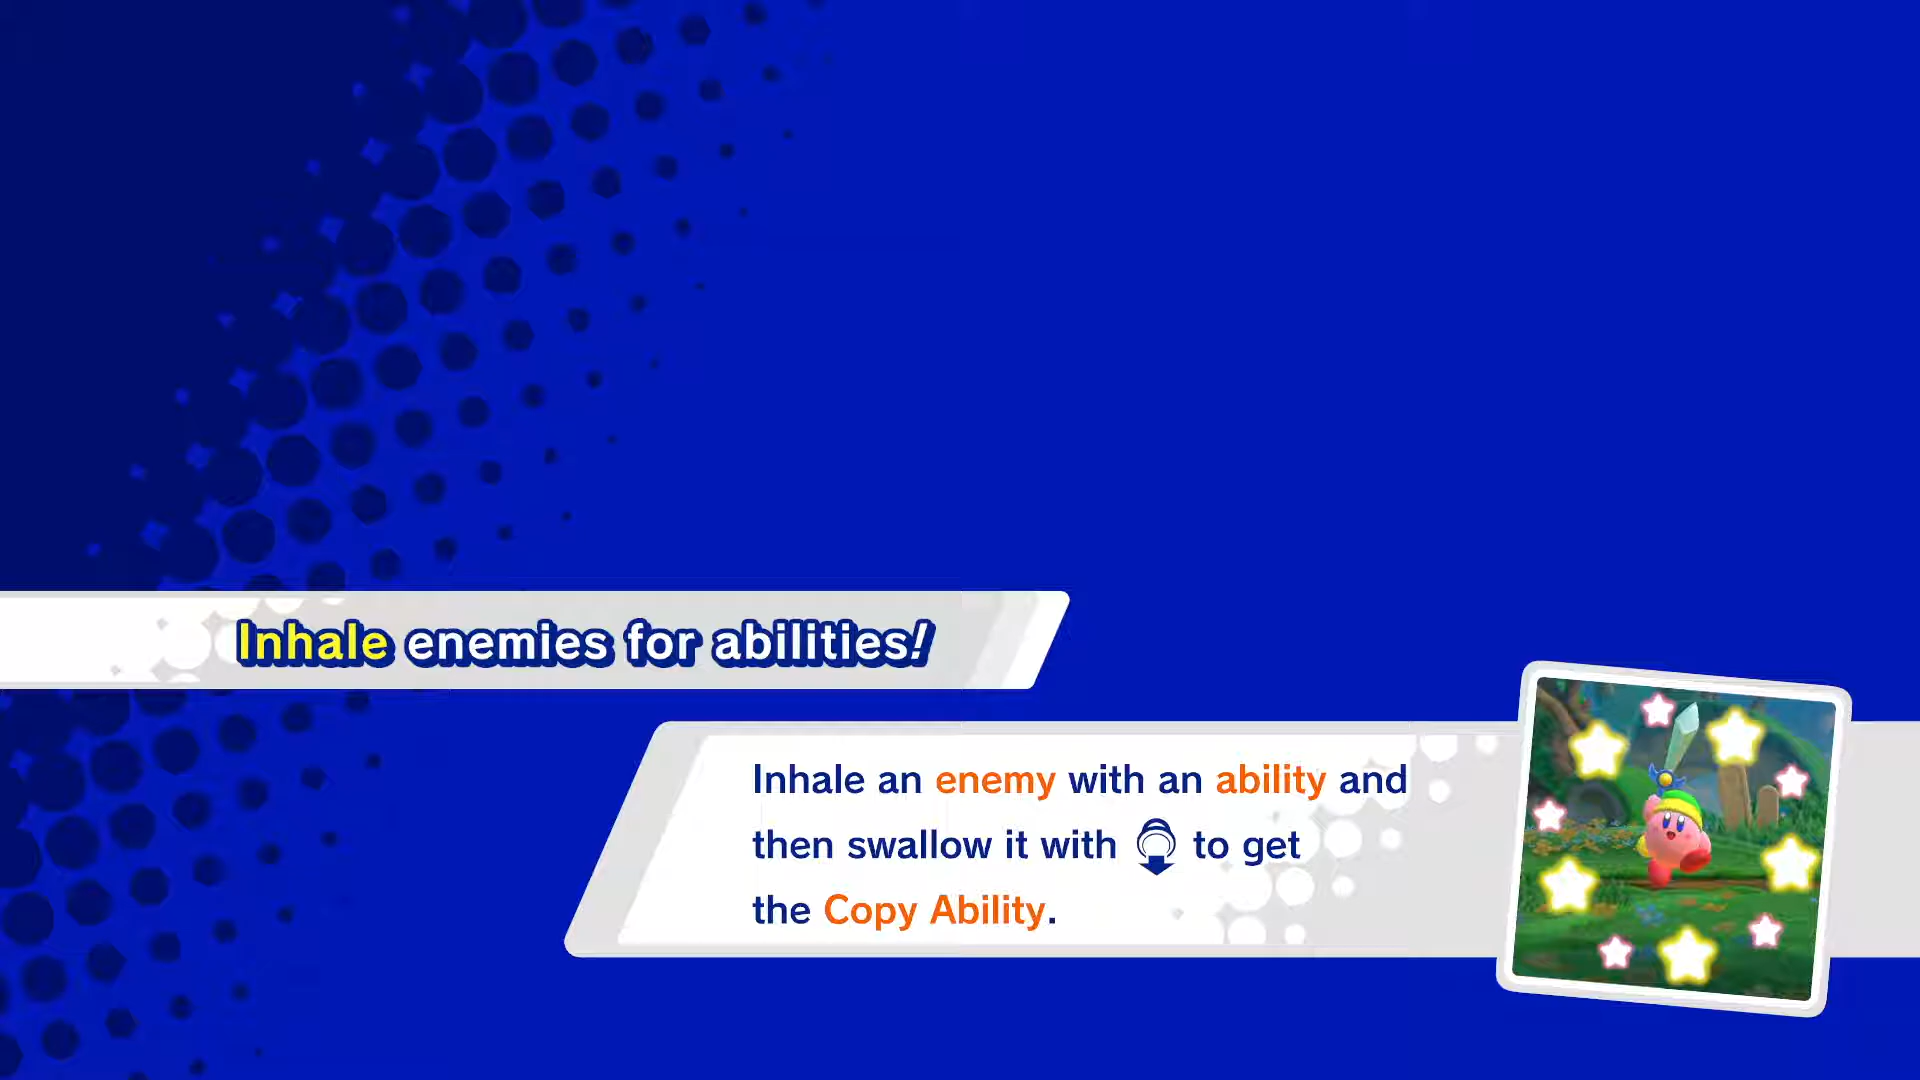 Inhale enemies for abilities!
Inhale an enemy with an ability and
then swallow it with to get
the Copy Ability.